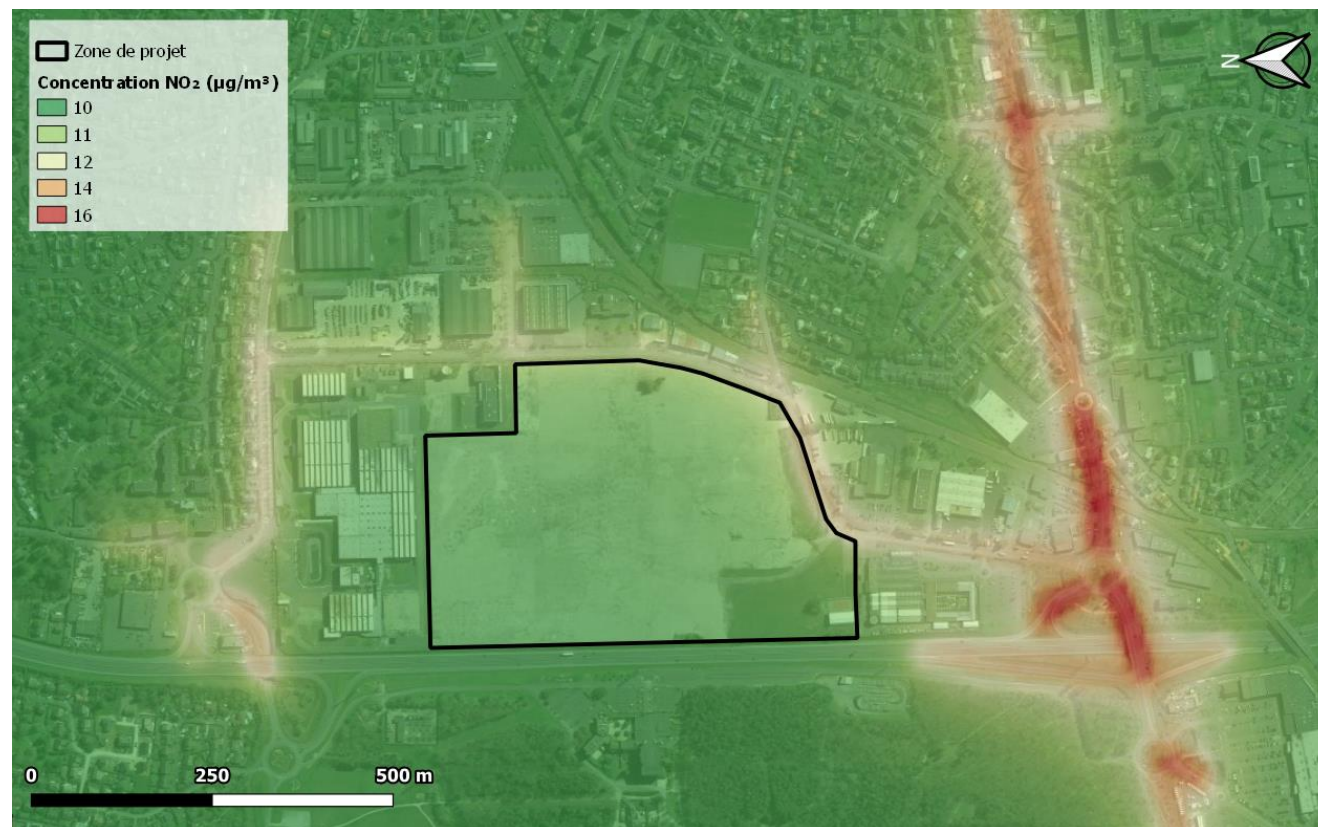 Zone de projet
Concentration NO₂ (µg/m³)
10
11
12
14
16
N
0 250 500 m